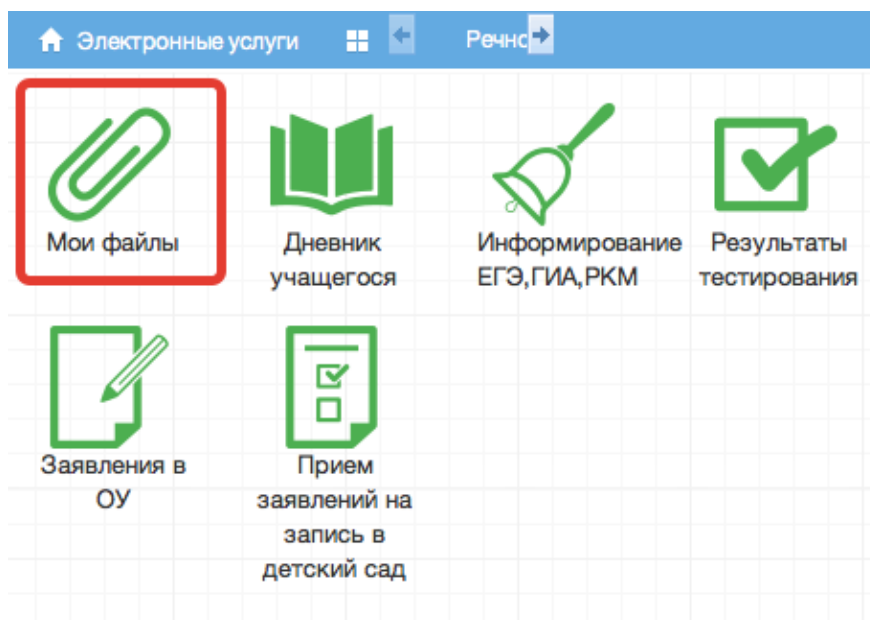 Электронные услуги
Речно
Мои файлы
Дневник
учащегося
Информирование
ЕГЭ,ГИА,РКМ
Результаты
тестирования
Заявления в
ОУ
Прием
заявлений на
запись в
детский сад